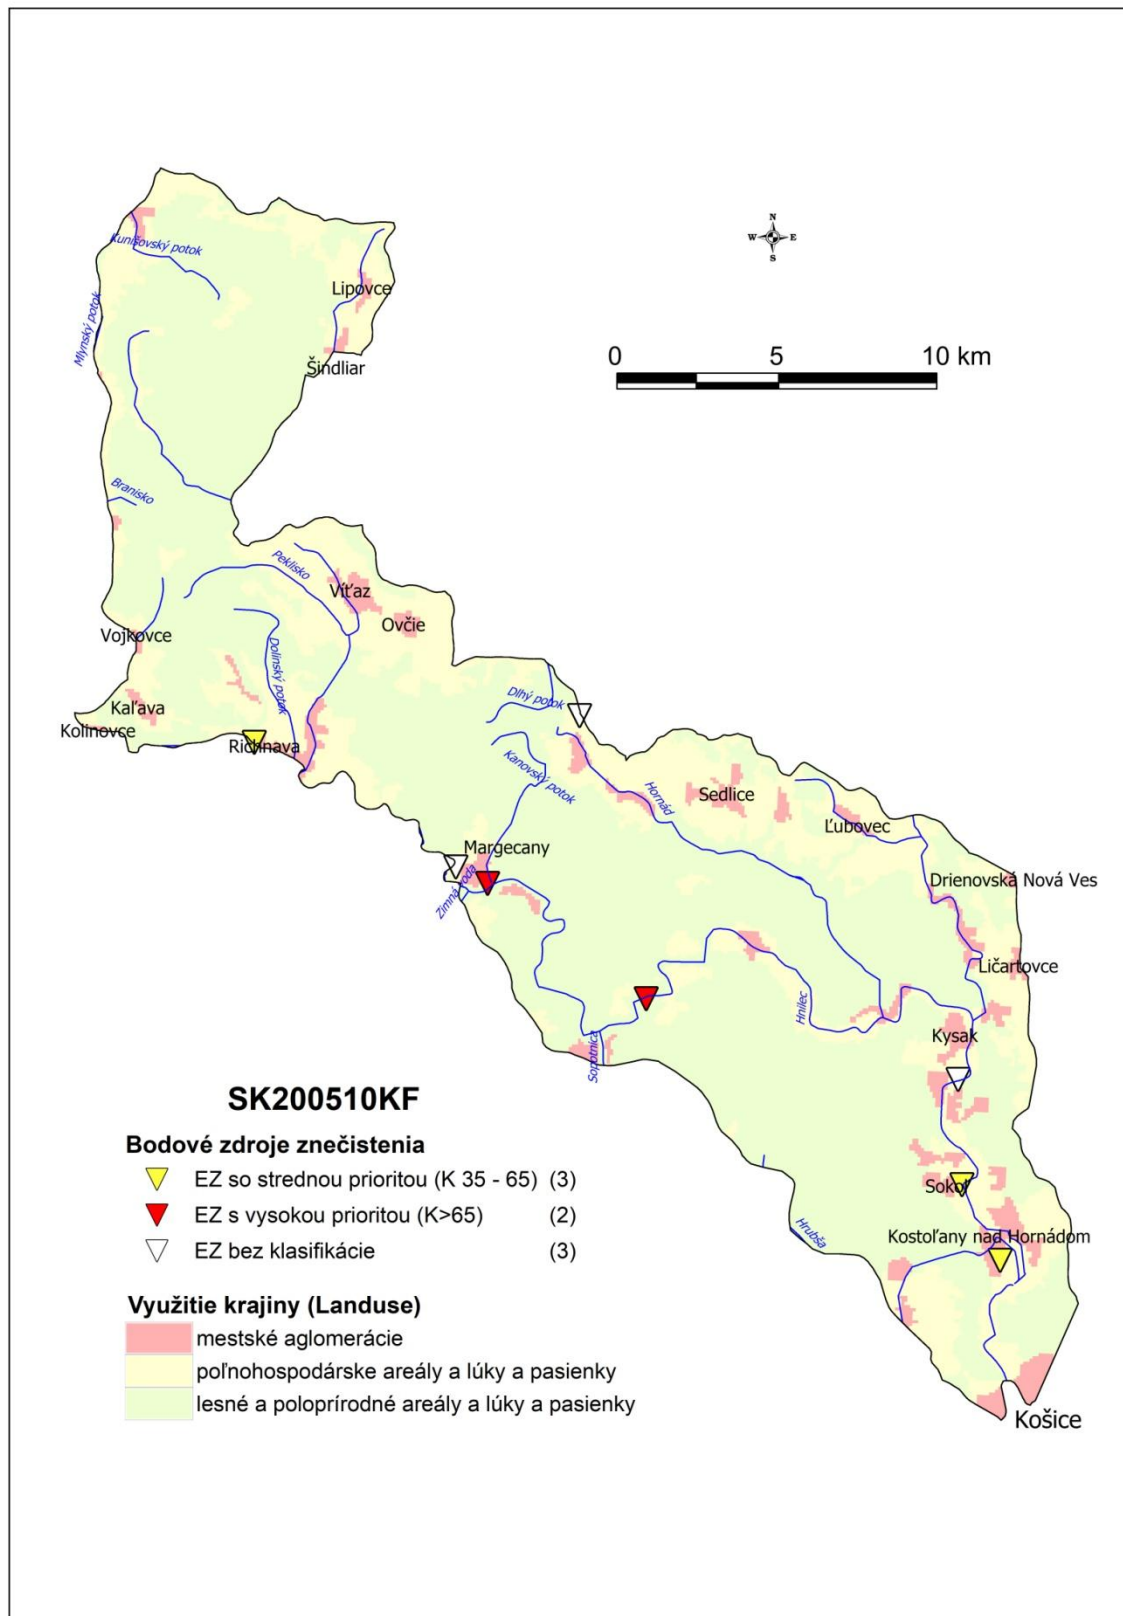 N
W E
S
Kunišovský potok
Lipovce
Mlynský potok
Šindliar
0 5 10 km
Branisko
Peklisko
Víťaz
Ovčie
Vojkovce
Dolinský potok
Dlhý potok
Kaľava
Kolinovce
Richnava
Kanovský potok
Hornád
Sedlice
Ľubovec
Margecany
Zimná voda
Drienovská Nová Ves
Ličartovce
Hnilec
Kysak
Sopotnica
SK200510KF
Bodové zdroje znečistenia
EZ so strednou prioritou (K 35 - 65) (3)
EZ s vysokou prioritou (K>65) (2)
EZ bez klasifikácie (3)
Sokoľ
Hrubša
Kostoľany nad Hornádom
Využitie krajiny (Landuse)
mestské aglomerácie
poľnohospodárske areály a lúky a pasienky
lesné a poloprírodné areály a lúky a pasienky
Košice